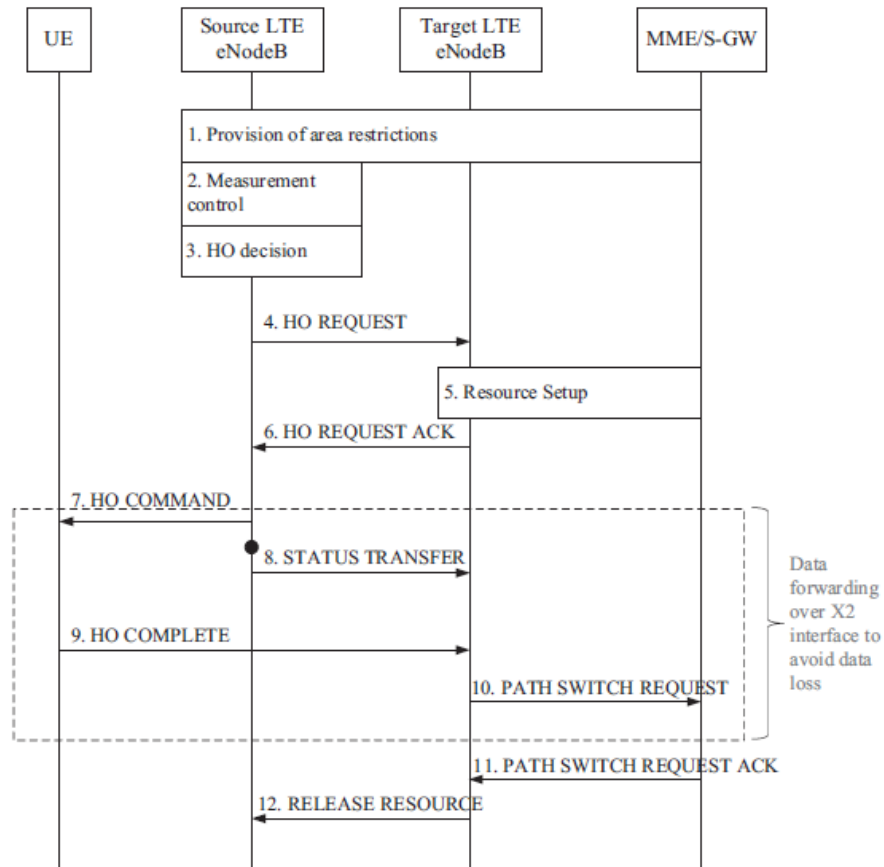 UE
Source LTE
eNodeB
Target LTE
eNodeB
MME/S-GW
1. Provision of area restrictions
2. Measurement
control
3. HO decision
4. HO REQUEST
5. Resource Setup
6. HO REQUEST ACK
7. HO COMMAND
8. STATUS TRANSFER
Data
forwarding
over X2
interface to
avoid data
loss
9. HO COMPLETE
10. PATH SWITCH REQUEST
11. PATH SWITCH REQUEST ACK
12. RELEASE RESOURCE